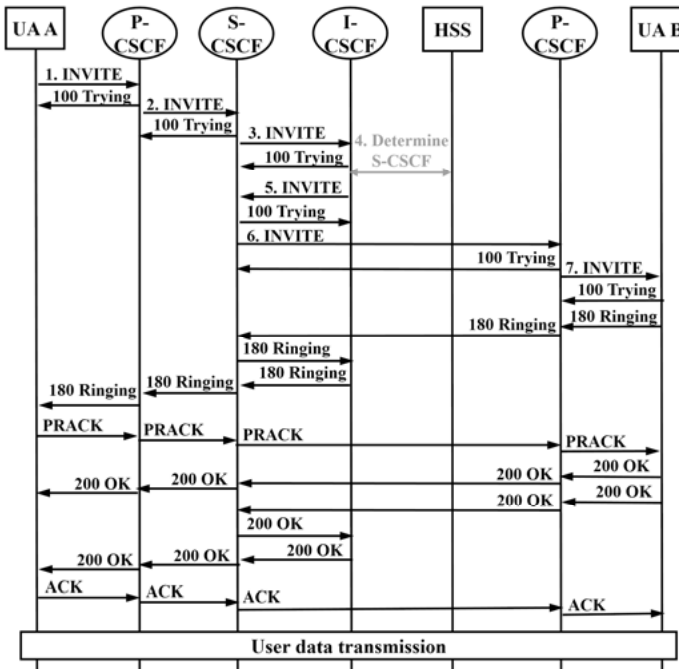 UA A
P-
CSCF
S-
CSCF
I-
CSCF
HSS
P-
CSCF
UA B
1. INVITE
100 Trying
2. INVITE
100 Trying
3. INVITE
4. Determine
S-CSCF
100 Trying
5. INVITE
100 Trying
6. INVITE
100 Trying
7. INVITE
100 Trying
180 Ringing
180 Ringing
180 Ringing
180 Ringing
180 Ringing
180 Ringing
PRACK
PRACK
PRACK
PRACK
200 OK
200 OK
200 OK
200 OK
200 OK
200 OK
200 OK
200 OK
200 OK
200 OK
ACK
ACK
ACK
ACK
User data transmission